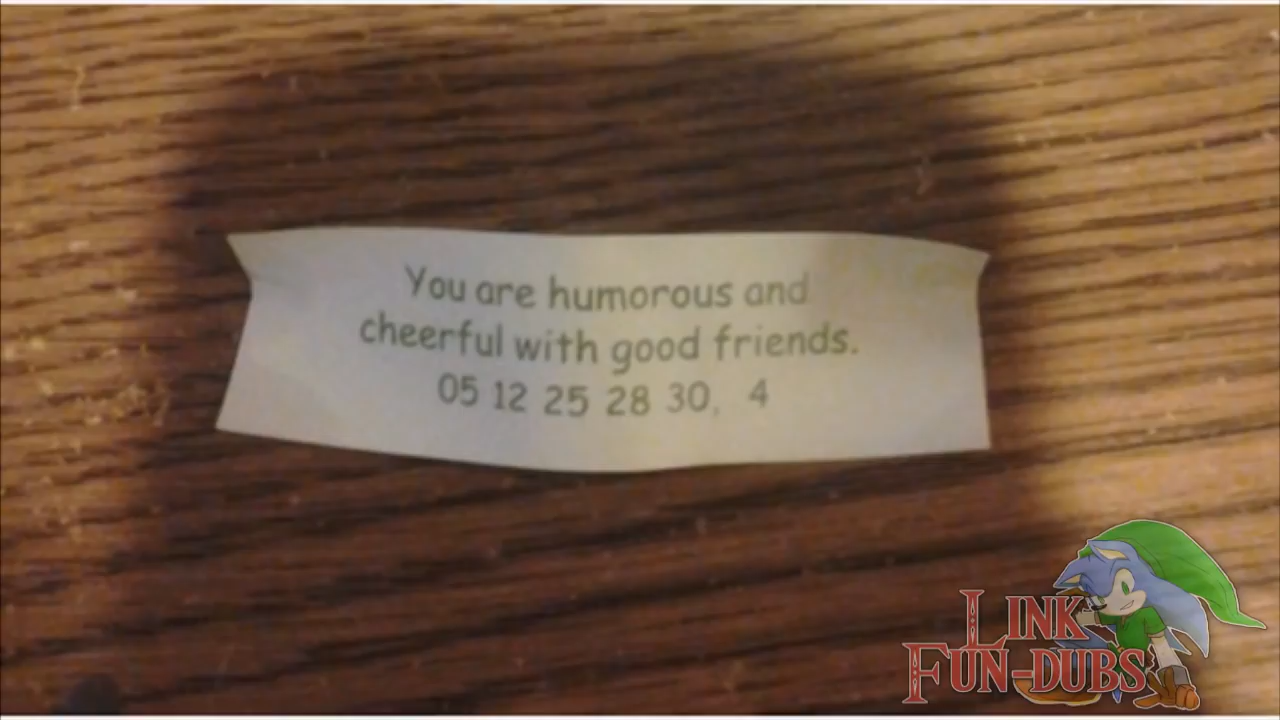 You are humorous and
cheerful with good friends.
05 12 25 28 30, 4
LINK
FUN-DUBS